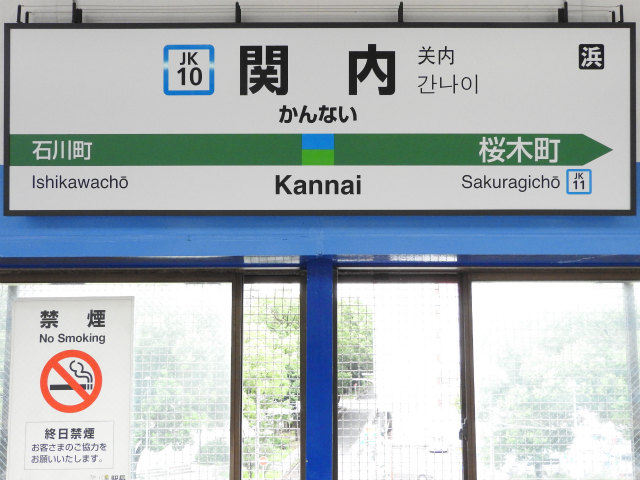 JK
10
関内
关内
간나이
浜
かんない
石川町
桜木町
Ishikawachō
Kannai
Sakuragichō
JK
11
禁煙
No Smoking
終日禁煙
お客さまのご協力を
お願いいたします。
駅長